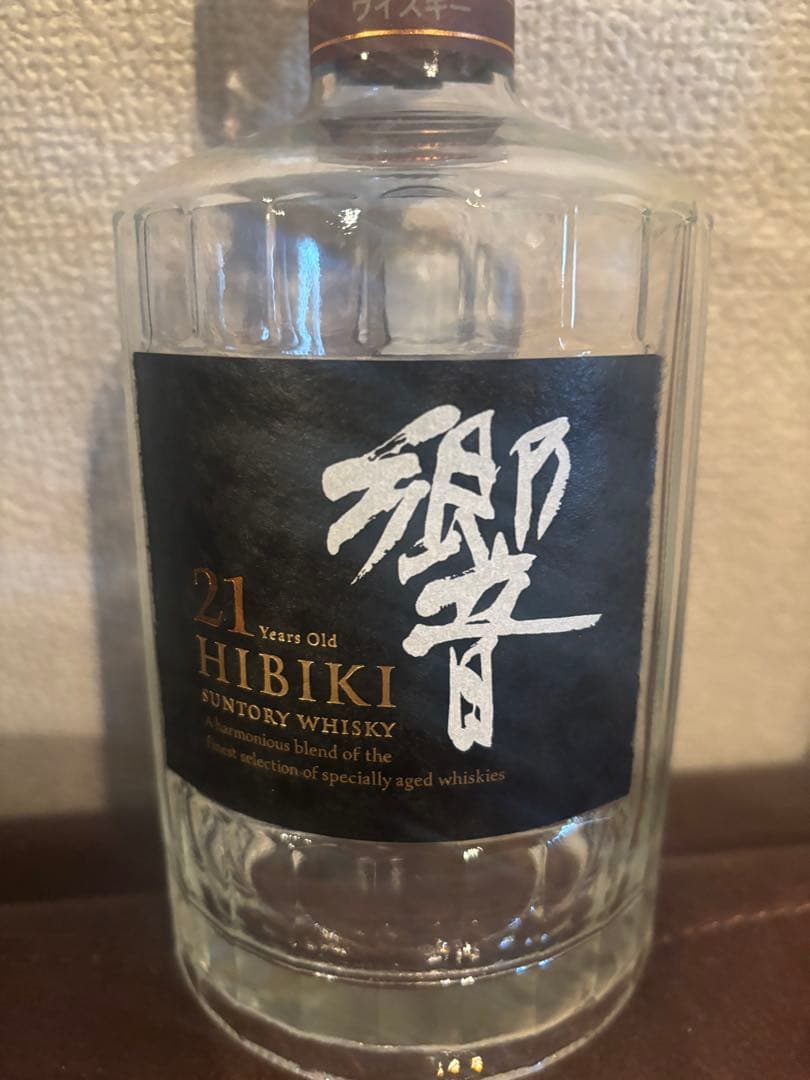 ウイスキー
響
21 Years Old
HIBIKI
SUNTORY WHISKY
A harmonious blend of the
finest selection of specially aged whiskies